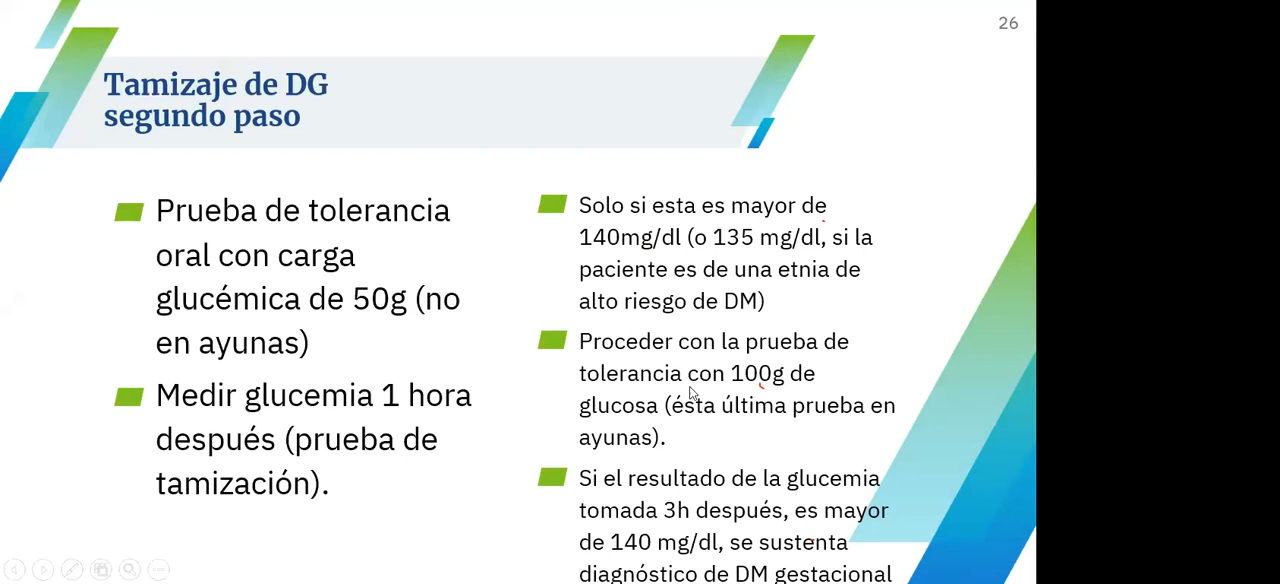 26
Tamizaje de DG
segundo paso
Prueba de tolerancia
oral con carga
glucémica de 50g (no
en ayunas)
Medir glucemia 1 hora
después (prueba de
tamización).
Solo si esta es mayor de
140mg/dl (o 135 mg/dl, si la
paciente es de una etnia de
alto riesgo de DM)
Proceder con la prueba de
tolerancia con 100g de
glucosa (ésta última prueba en
ayunas).
Si el resultado de la glucemia
tomada 3h después, es mayor
de 140 mg/dl, se sustenta
diagnóstico de DM gestacional